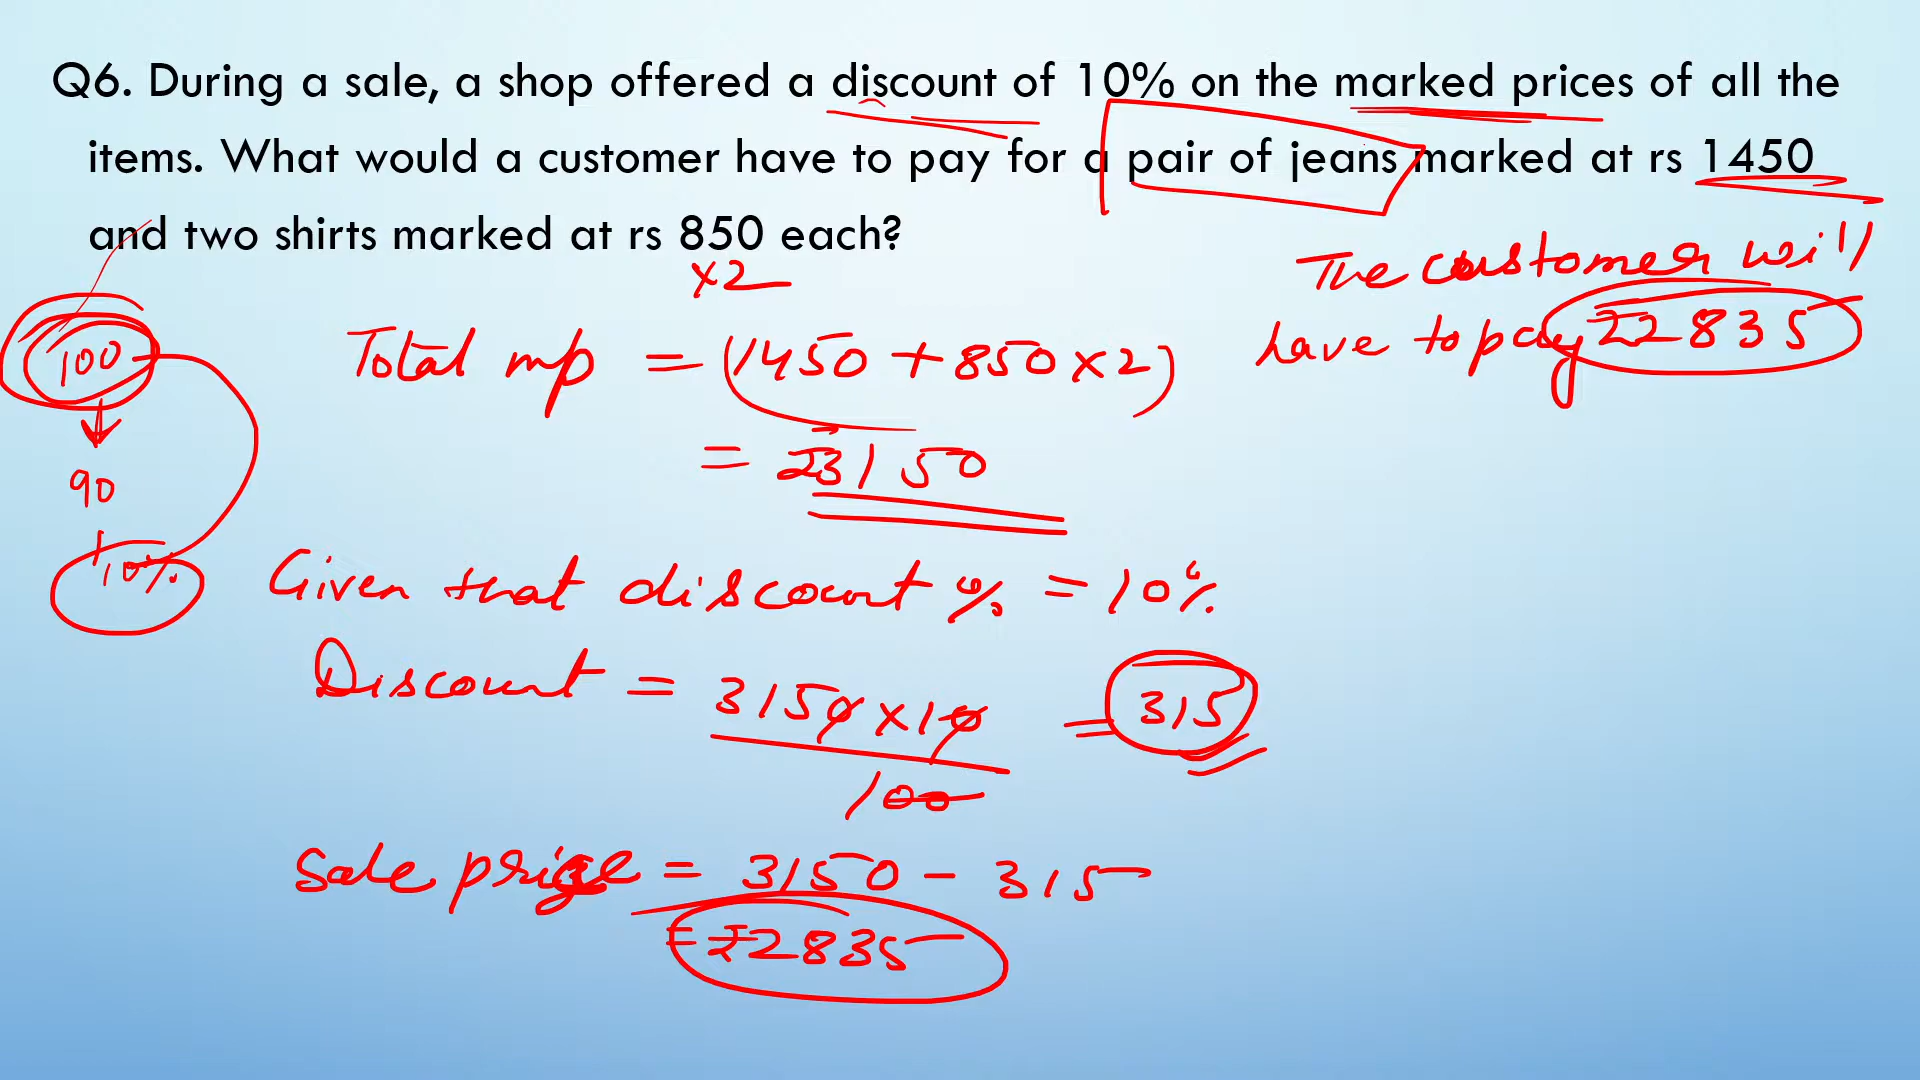 Q6. During a sale, a shop offered a discount of 10% on the marked prices of all the
items. What would a customer have to pay for a pair of jeans marked at rs 1450
and two shirts marked at rs 850 each?
×2
The customer will
have to pay ₹2835
100
90
10%
Total mp = (1450 + 850 × 2)
= ₹3150
Given that discount % = 10%
Discount = 3150 × 10 = 315
100
Sale price = 3150 - 315
= ₹2835